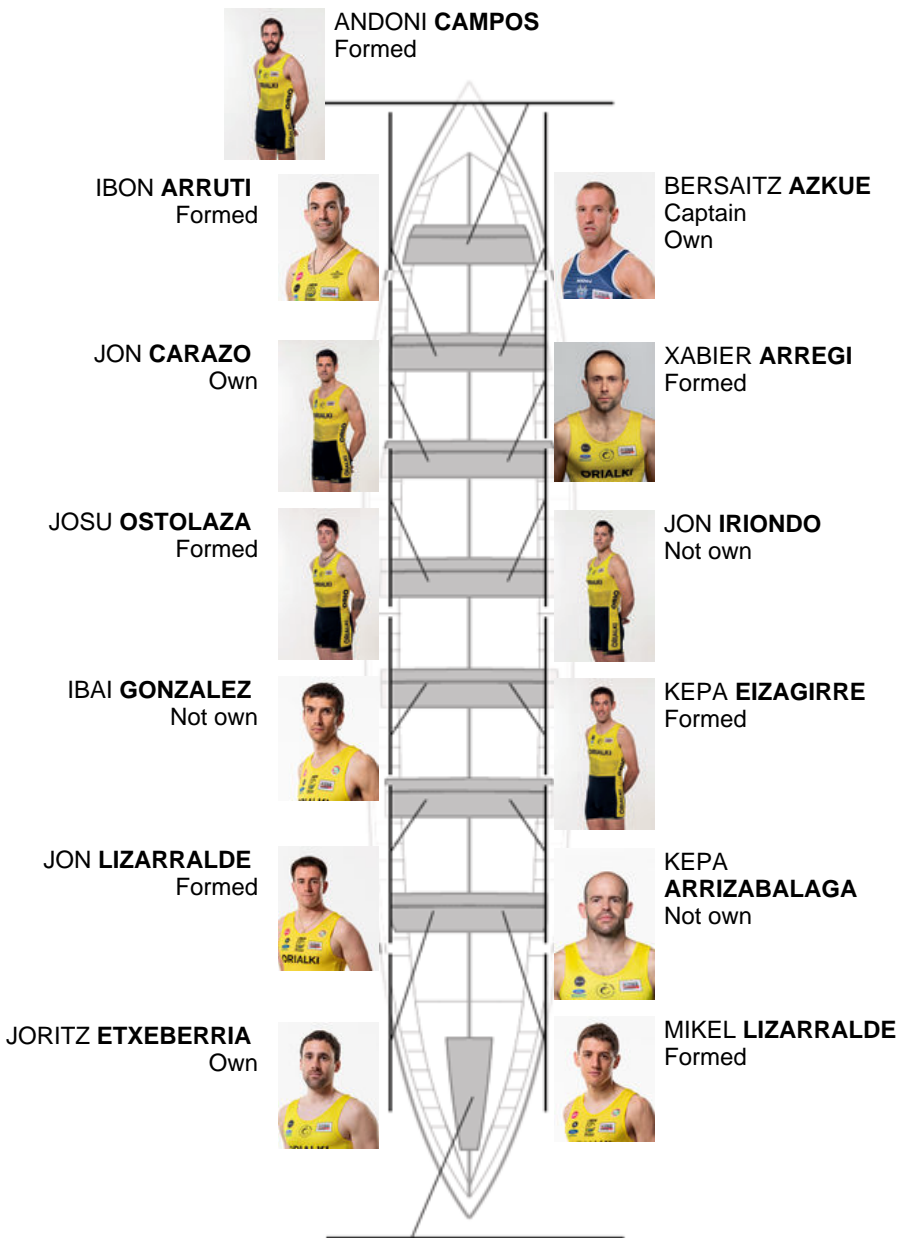 ANDONI CAMPOS
Formed
IBON ARRUTI
Formed
BERSAITZ AZKUE
Captain
Own
JON CARAZO
Own
XABIER ARREGI
Formed
ORIALKI
JOSU OSTOLAZA
Formed
JON IRIONDO
Not own
IBAI GONZALEZ
Not own
KEPA EIZAGIRRE
Formed
JON LIZARRALDE
Formed
ORIALKI
KEPA
ARRIZABALAGA
Not own
JORITZ ETXEBERRIA
Own
MIKEL LIZARRALDE
Formed